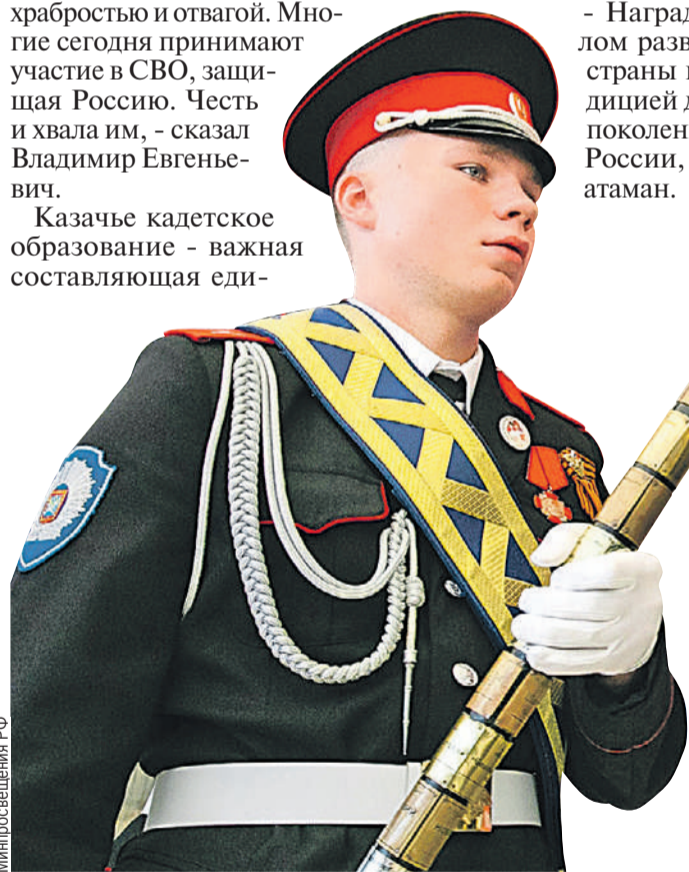 храбростью и отвагой. Мно-
гие сегодня принимают
участие в СВО, защи-
щая Россию. Честь
и хвала им, - сказал
Владимир Евгенье-
вич.
Казачье кадетское
образование - важная
составляющая еди-
- Наград
лом разв
страны
дицией
поколен
России,
атаман.
Минпросвещения РФ